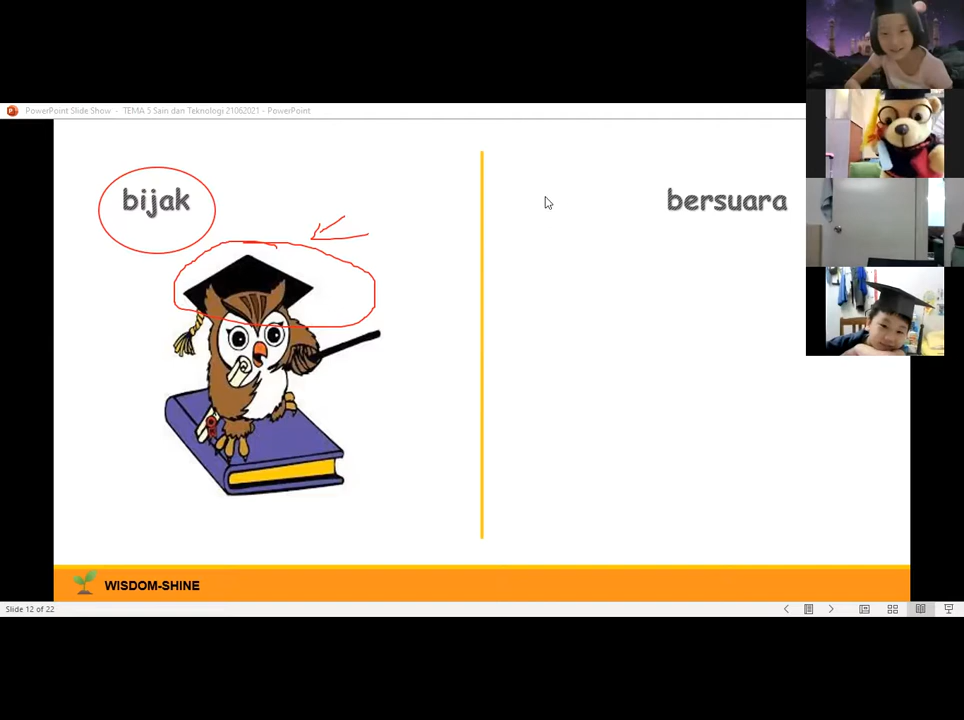 PowerPoint Slide Show - TEMA 5 Sain dan Teknologi 21062021 - PowerPoint
bijak
bersuara
WISDOM-SHINE
Slide 12 of 22